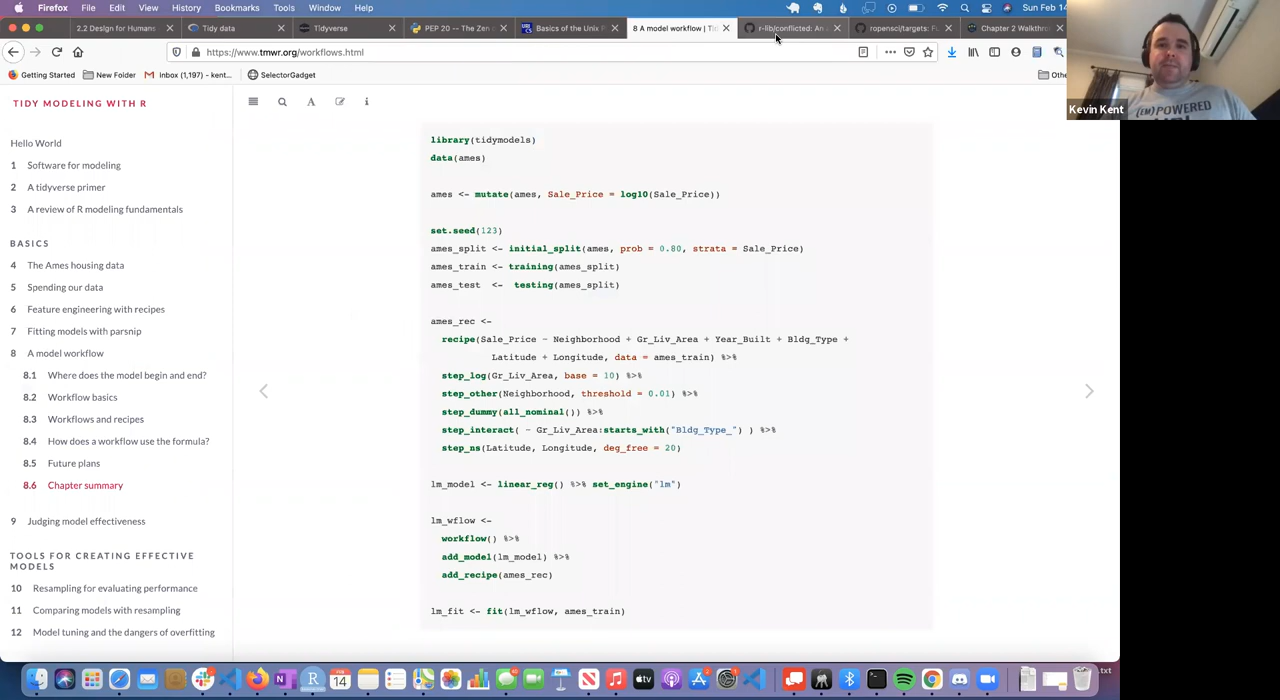 Firefox File Edit View History Bookmarks Tools Window Help Sun Feb 14
2.2 Design for Humans Tidy data Tidyverse PEP 20 -- The Zen Basics of the Unix 8 A model workflow | Ti r-lib/conflicted: An ropensci/targets: Fu Chapter 2 Walkthro
https://www.tmwr.org/workflows.html
Getting Started New Folder Inbox (1,197) - kent... SelectorGadget
Kevin Kent
(EM)POWERED
TIDY MODELING WITH R
Hello World
1 Software for modeling
2 A tidyverse primer
3 A review of R modeling fundamentals
BASICS
4 The Ames housing data
5 Spending our data
6 Feature engineering with recipes
7 Fitting models with parsnip
8 A model workflow
8.1 Where does the model begin and end?
8.2 Workflow basics
8.3 Workflows and recipes
8.4 How does a workflow use the formula?
8.5 Future plans
8.6 Chapter summary
9 Judging model effectiveness
TOOLS FOR CREATING EFFECTIVE
MODELS
10 Resampling for evaluating performance
11 Comparing models with resampling
12 Model tuning and the dangers of overfitting
library(tidymodels)
data(ames)
ames <- mutate(ames, Sale_Price = log10(Sale_Price))
set.seed(123)
ames_split <- initial_split(ames, prob = 0.80, strata = Sale_Price)
ames_train <- training(ames_split)
ames_test <- testing(ames_split)
ames_rec <-
recipe(Sale_Price ~ Neighborhood + Gr_Liv_Area + Year_Built + Bldg_Type +
Latitude + Longitude, data = ames_train) %>%
step_log(Gr_Liv_Area, base = 10) %>%
step_other(Neighborhood, threshold = 0.01) %>%
step_dummy(all_nominal()) %>%
step_interact( ~ Gr_Liv_Area:starts_with("Bldg_Type_") ) %>%
step_ns(Latitude, Longitude, deg_free = 20)
lm_model <- linear_reg() %>% set_engine("lm")
lm_wflow <-
workflow() %>%
add_model(lm_model) %>%
add_recipe(ames_rec)
lm_fit <- fit(lm_wflow, ames_train)
.txt